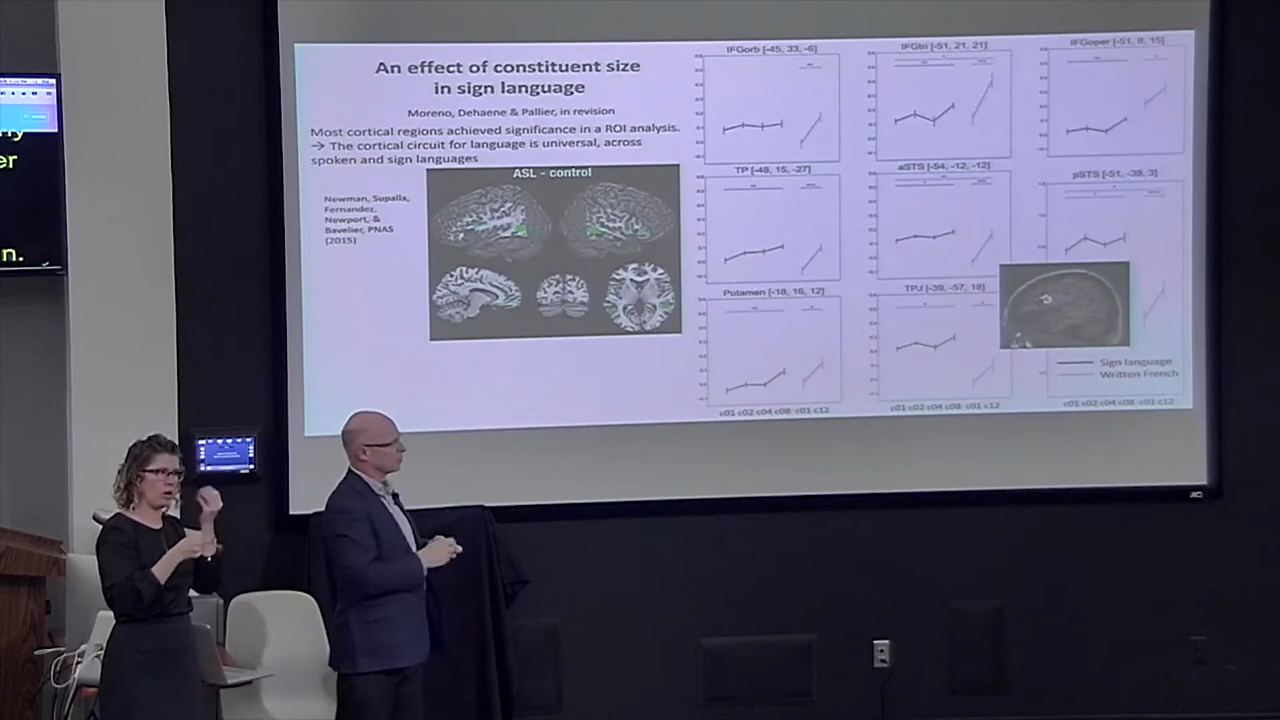 An effect of constituent size
in sign language
Moreno, Dehaene & Pallier, in revision
Most cortical regions achieved significance in a ROI analysis.
→ The cortical circuit for language is universal, across
spoken and sign languages
Newman, Supalla,
Fernandez,
Newport, &
Bavelier, PNAS
(2015)
ASL - control
IFGorb [-45, 33, -6]
IFGtri [-51, 21, 21]
IFGoper [-51, 8, 15]
TP [-48, 15, -27]
aSTS [-54, -12, -12]
pSTS [-51, -39, 3]
Putamen [-18, 16, 12]
TPJ [-39, -57, 18]
Sign language
Written French
c01 c02 c04 c08 c01 c12
c01 c02 c04 c08 c01 c12
c01 c02 c04 c08 c01 c12
er
n.